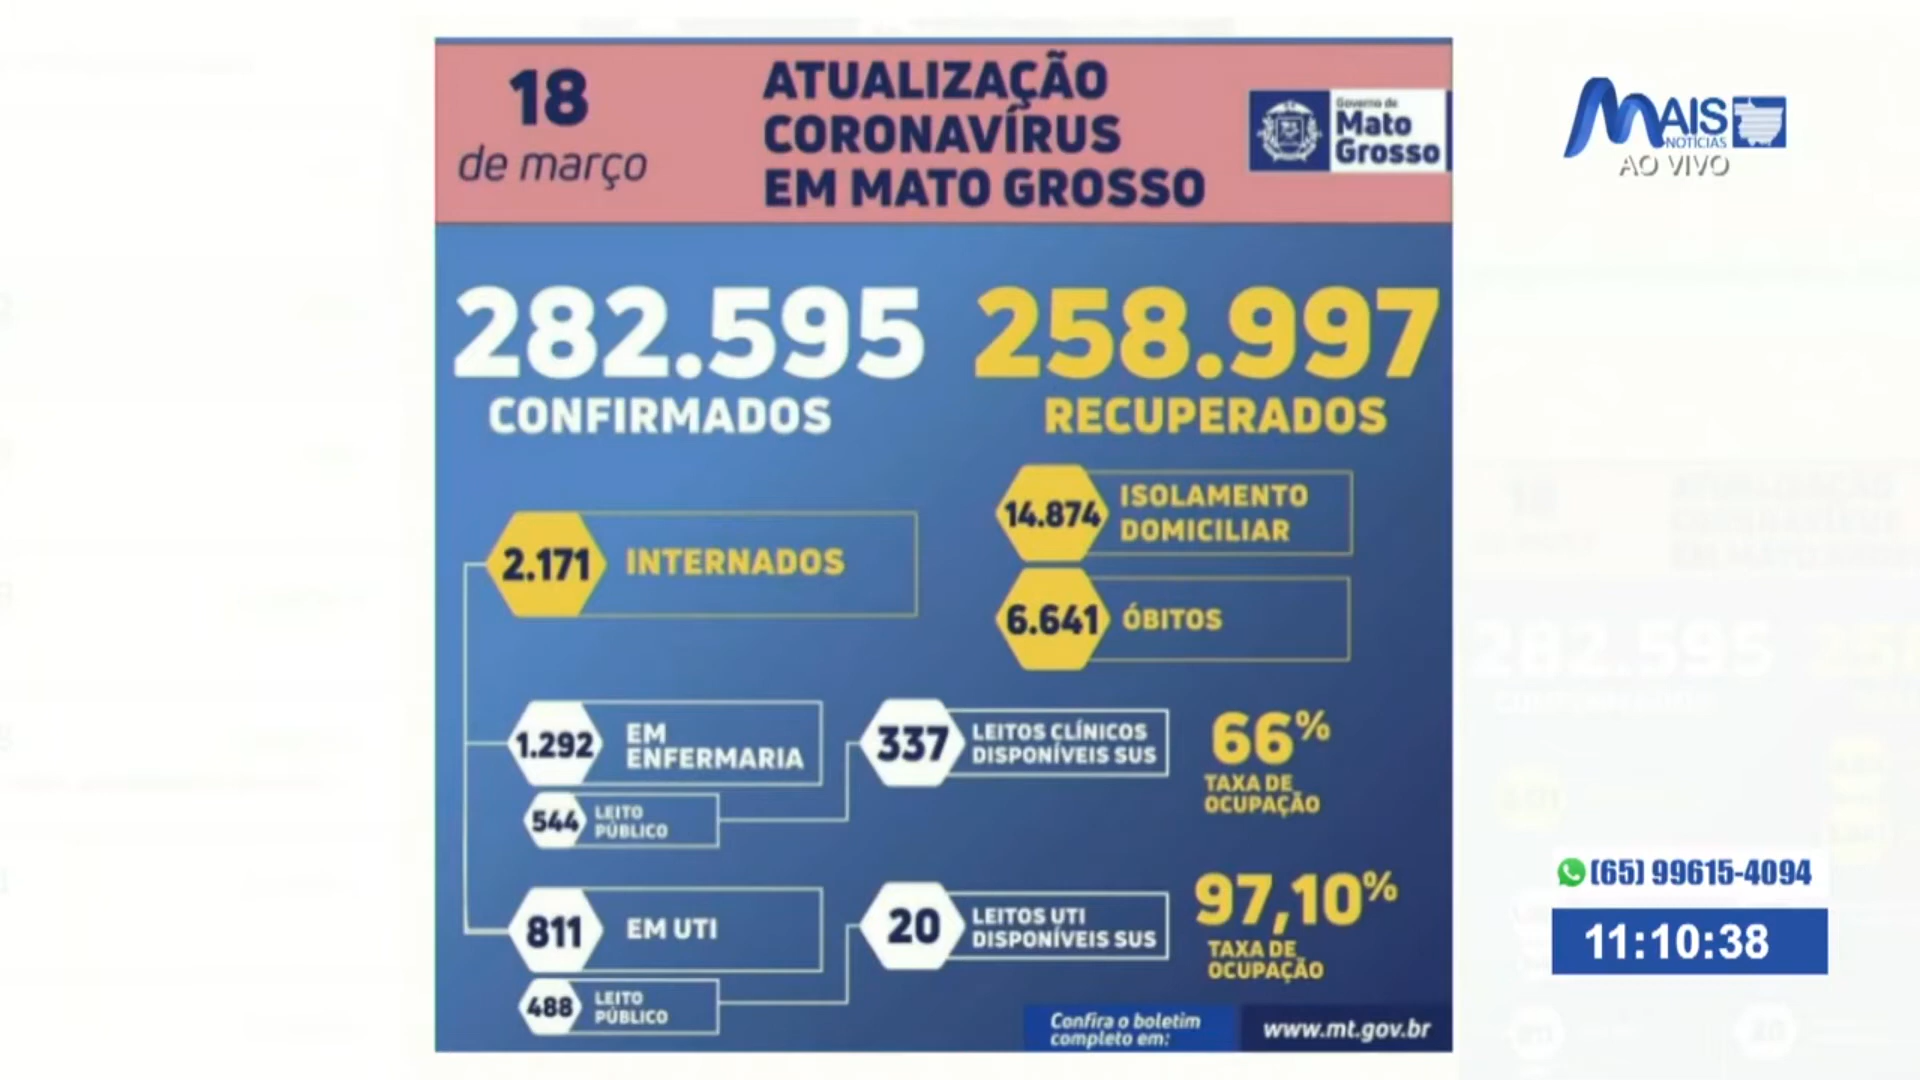 18
de março
ATUALIZAÇÃO
CORONAVÍRUS
EM MATO GROSSO
Governo de
Mato
Grosso
MAIS
NOTÍCIAS
AO VIVO
282.595
CONFIRMADOS
258.997
RECUPERADOS
2.171 INTERNADOS
14.874 ISOLAMENTO
DOMICILIAR
6.641 ÓBITOS
1.292 EM
ENFERMARIA
544 LEITO
PÚBLICO
337 LEITOS CLÍNICOS
DISPONÍVEIS SUS
66%
TAXA DE
OCUPAÇÃO
811 EM UTI
488 LEITO
PÚBLICO
20 LEITOS UTI
DISPONÍVEIS SUS
97,10%
TAXA DE
OCUPAÇÃO
Confira o boletim
completo em:
www.mt.gov.br
(65) 99615-4094
11:10:38
282.595